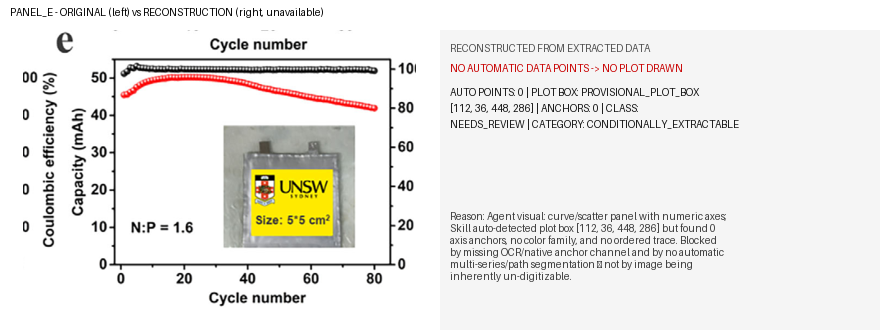 PANEL_E - ORIGINAL (left) vs RECONSTRUCTION (right, unavailable)
e
Cycle number
00
0
0
0
0
Coulombic efficiency (%)
Capacity (mAh)
50
40
30
20
10
0
100
80
60
40
20
0
UNSW
SYDNEY
Size: 5*5 cm²
N:P = 1.6
0 20 40 60 80
Cycle number
RECONSTRUCTED FROM EXTRACTED DATA
NO AUTOMATIC DATA POINTS -> NO PLOT DRAWN
AUTO POINTS: 0 | PLOT BOX: PROVISIONAL_PLOT_BOX
[112, 36, 448, 286] | ANCHORS: 0 | CLASS:
NEEDS_REVIEW | CATEGORY: CONDITIONALLY_EXTRACTABLE
Reason: Agent visual: curve/scatter panel with numeric axes;
Skill auto-detected plot box [112, 36, 448, 286] but found 0
axis anchors, no color family, and no ordered trace. Blocked
by missing OCR/native anchor channel and by no automatic
multi-series/path segmentation not by image being
inherently un-digitizable.